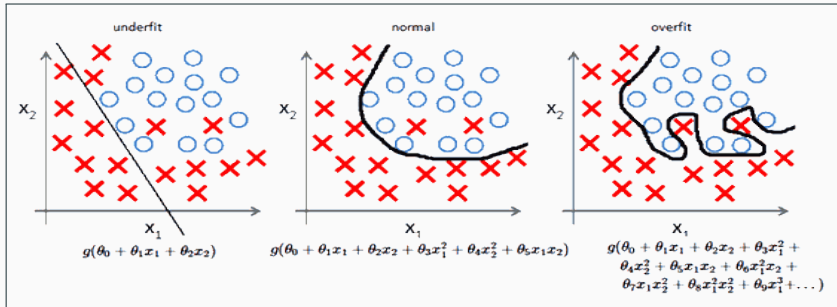 underfit
normal
overfit
X₂
X₂
X₂
X₁
X₁
X₁
g(θ₀ + θ₁x₁ + θ₂x₂)
g(θ₀ + θ₁x₁ + θ₂x₂ + θ₃x₁² + θ₄x₂² + θ₅x₁x₂)
g(θ₀ + θ₁x₁ + θ₂x₂ + θ₃x₁² +
θ₄x₂² + θ₅x₁x₂ + θ₆x₁²x₂ +
θ₇x₁x₂² + θ₈x₁²x₂² + θ₉x₁³ + ...)